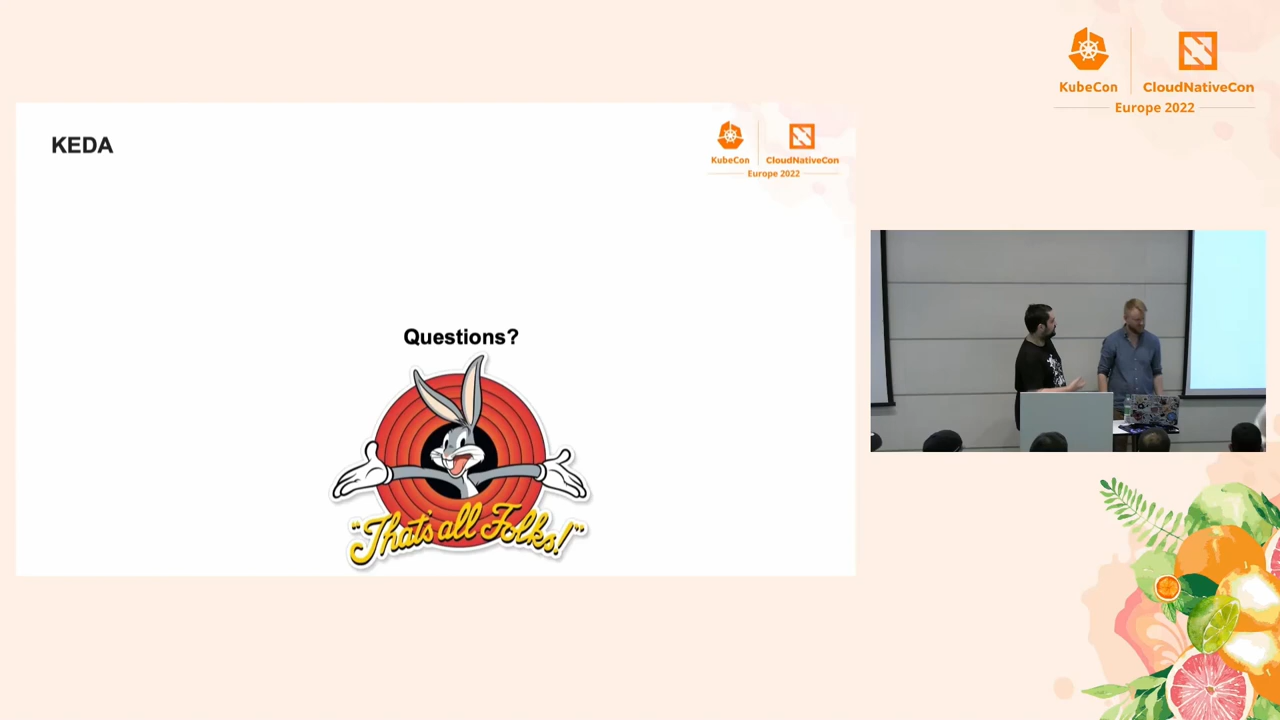 KEDA
KubeCon
CloudNativeCon
Europe 2022
Questions?
"That's all Folks!"
KubeCon
CloudNativeCon
Europe 2022